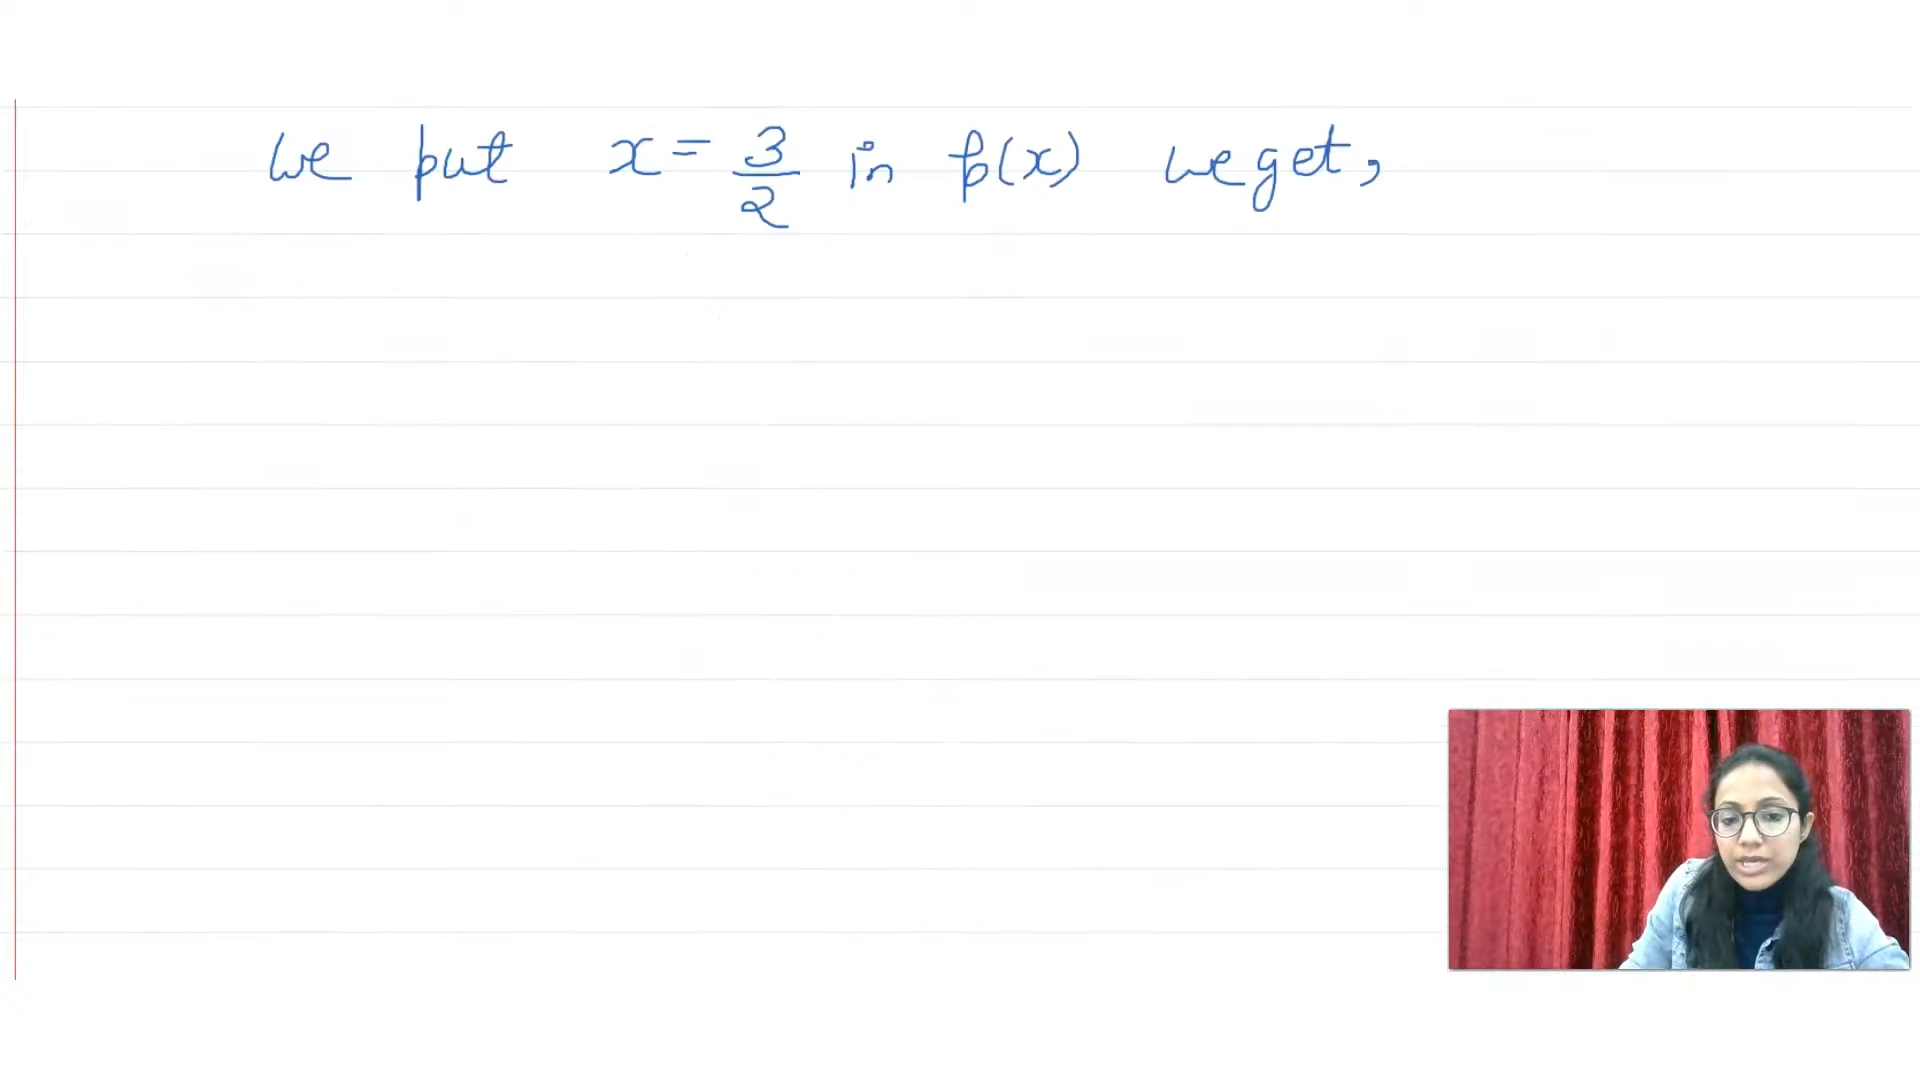 We put x = 3/2 in p(x) we get,